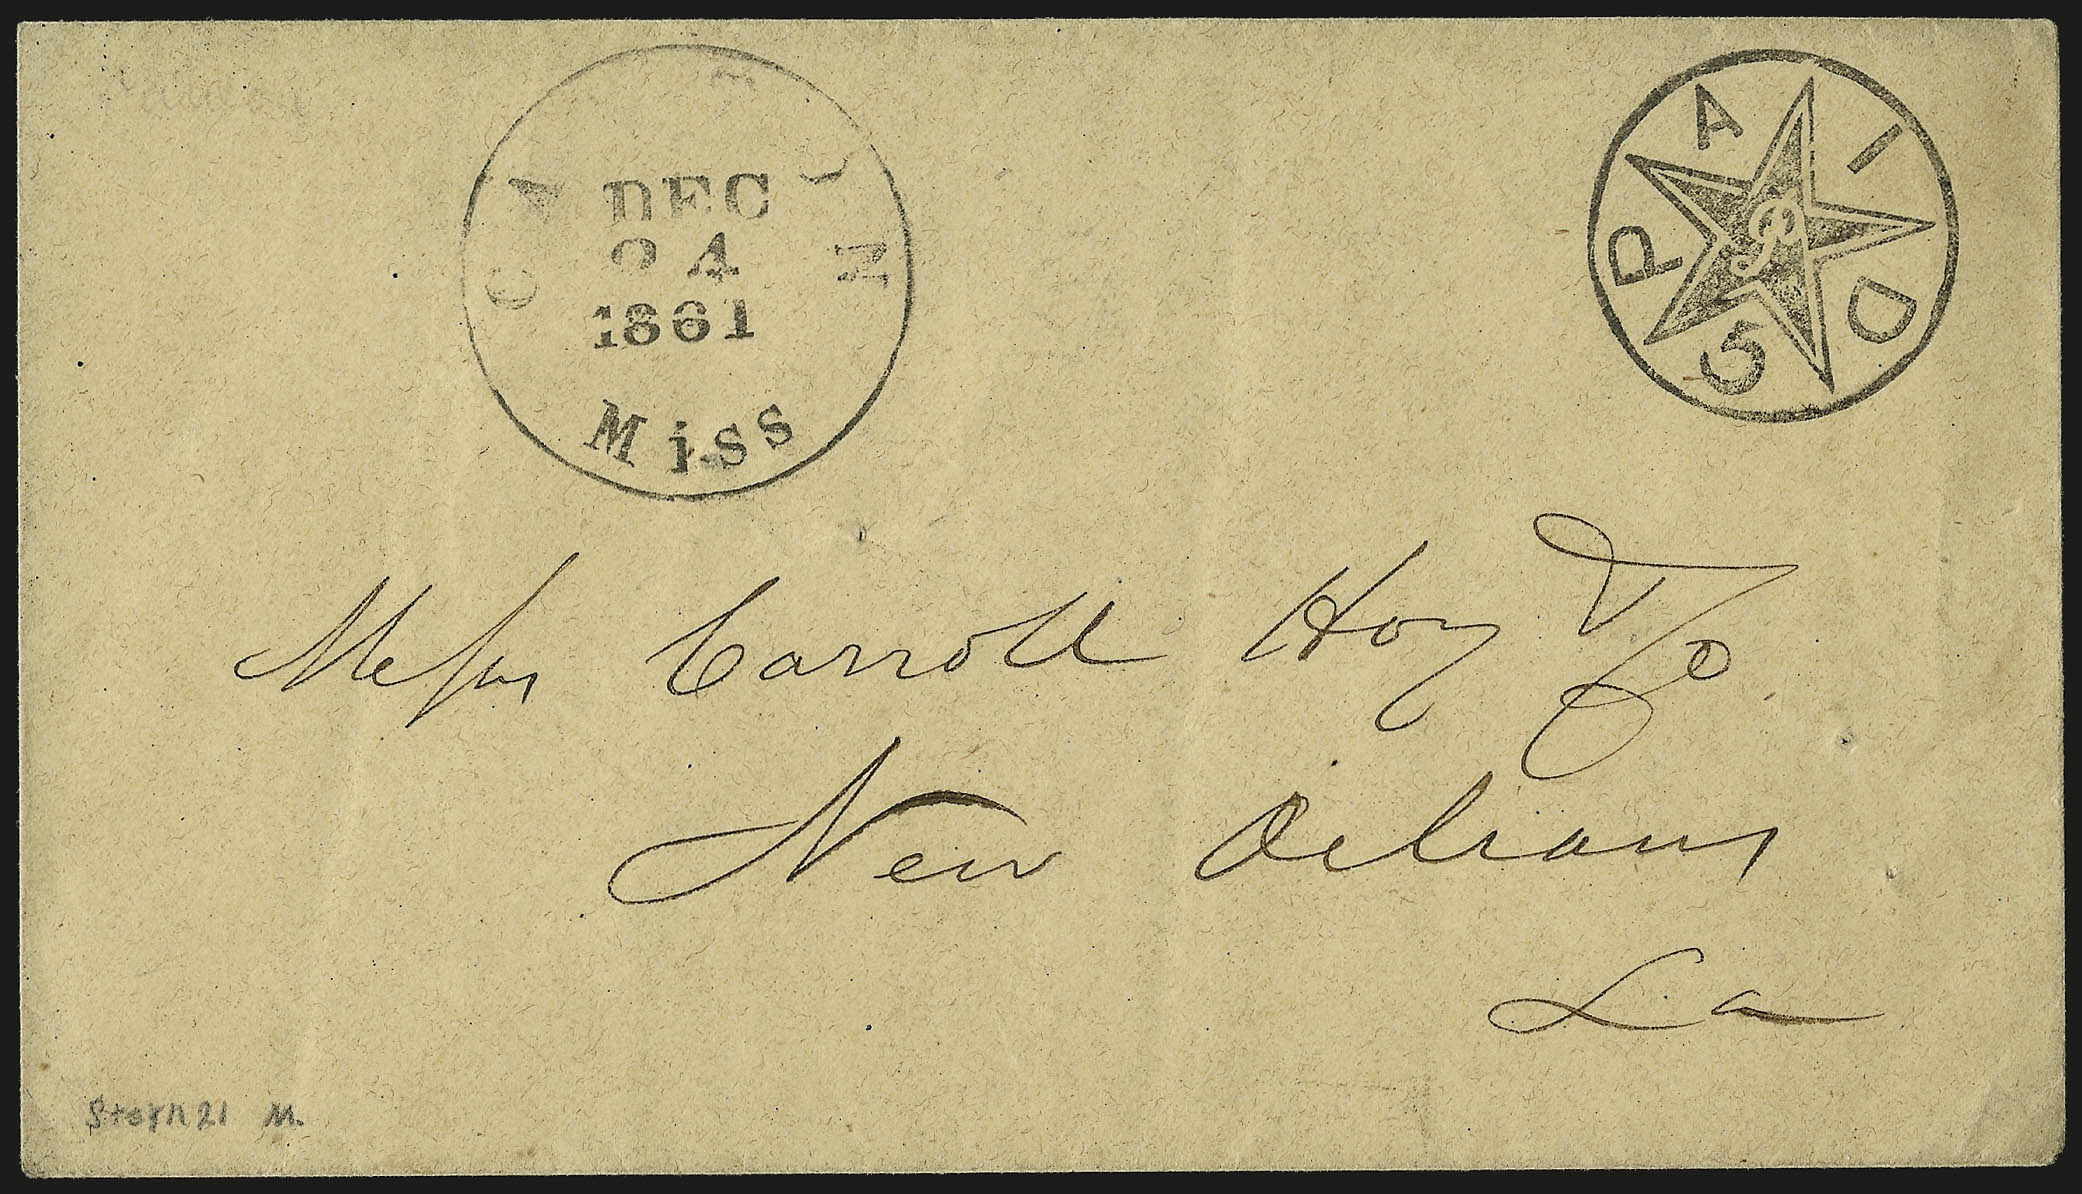 DEC
24
1861
Miss
PAID
5
P
Messrs Carroll Hoy & Co
New Orleans
La